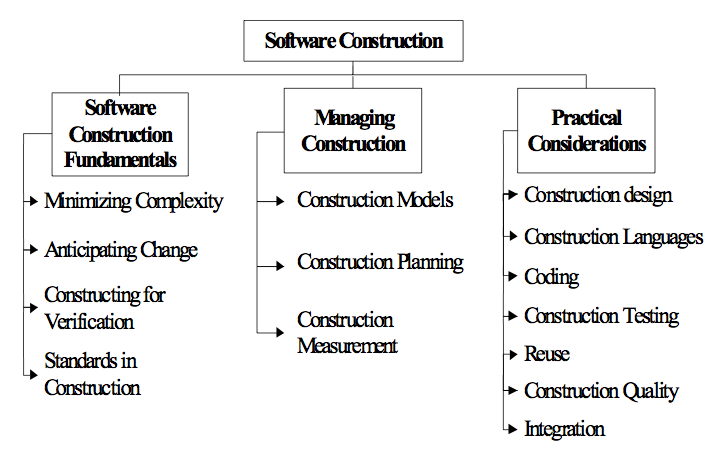 Software Construction
Software
Construction
Fundamentals
Minimizing Complexity
Anticipating Change
Constructing for
Verification
Standards in
Construction
Managing
Construction
Construction Models
Construction Planning
Construction
Measurement
Practical
Considerations
Construction design
Construction Languages
Coding
Construction Testing
Reuse
Construction Quality
Integration